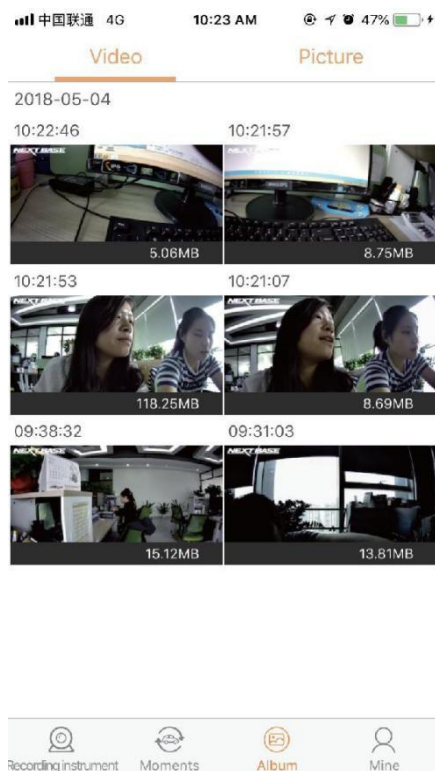 中国联通 4G 10:23 AM 47%
Video Picture
2018-05-04
10:22:46 10:21:57
NEXTBASE
5.06MB 8.75MB
10:21:53 10:21:07
NEXTBASE NEXTBASE
118.25MB 8.69MB
09:38:32 09:31:03
NEXTBASE NEXTBASE
15.12MB 13.81MB
Recording instrument Moments Album Mine